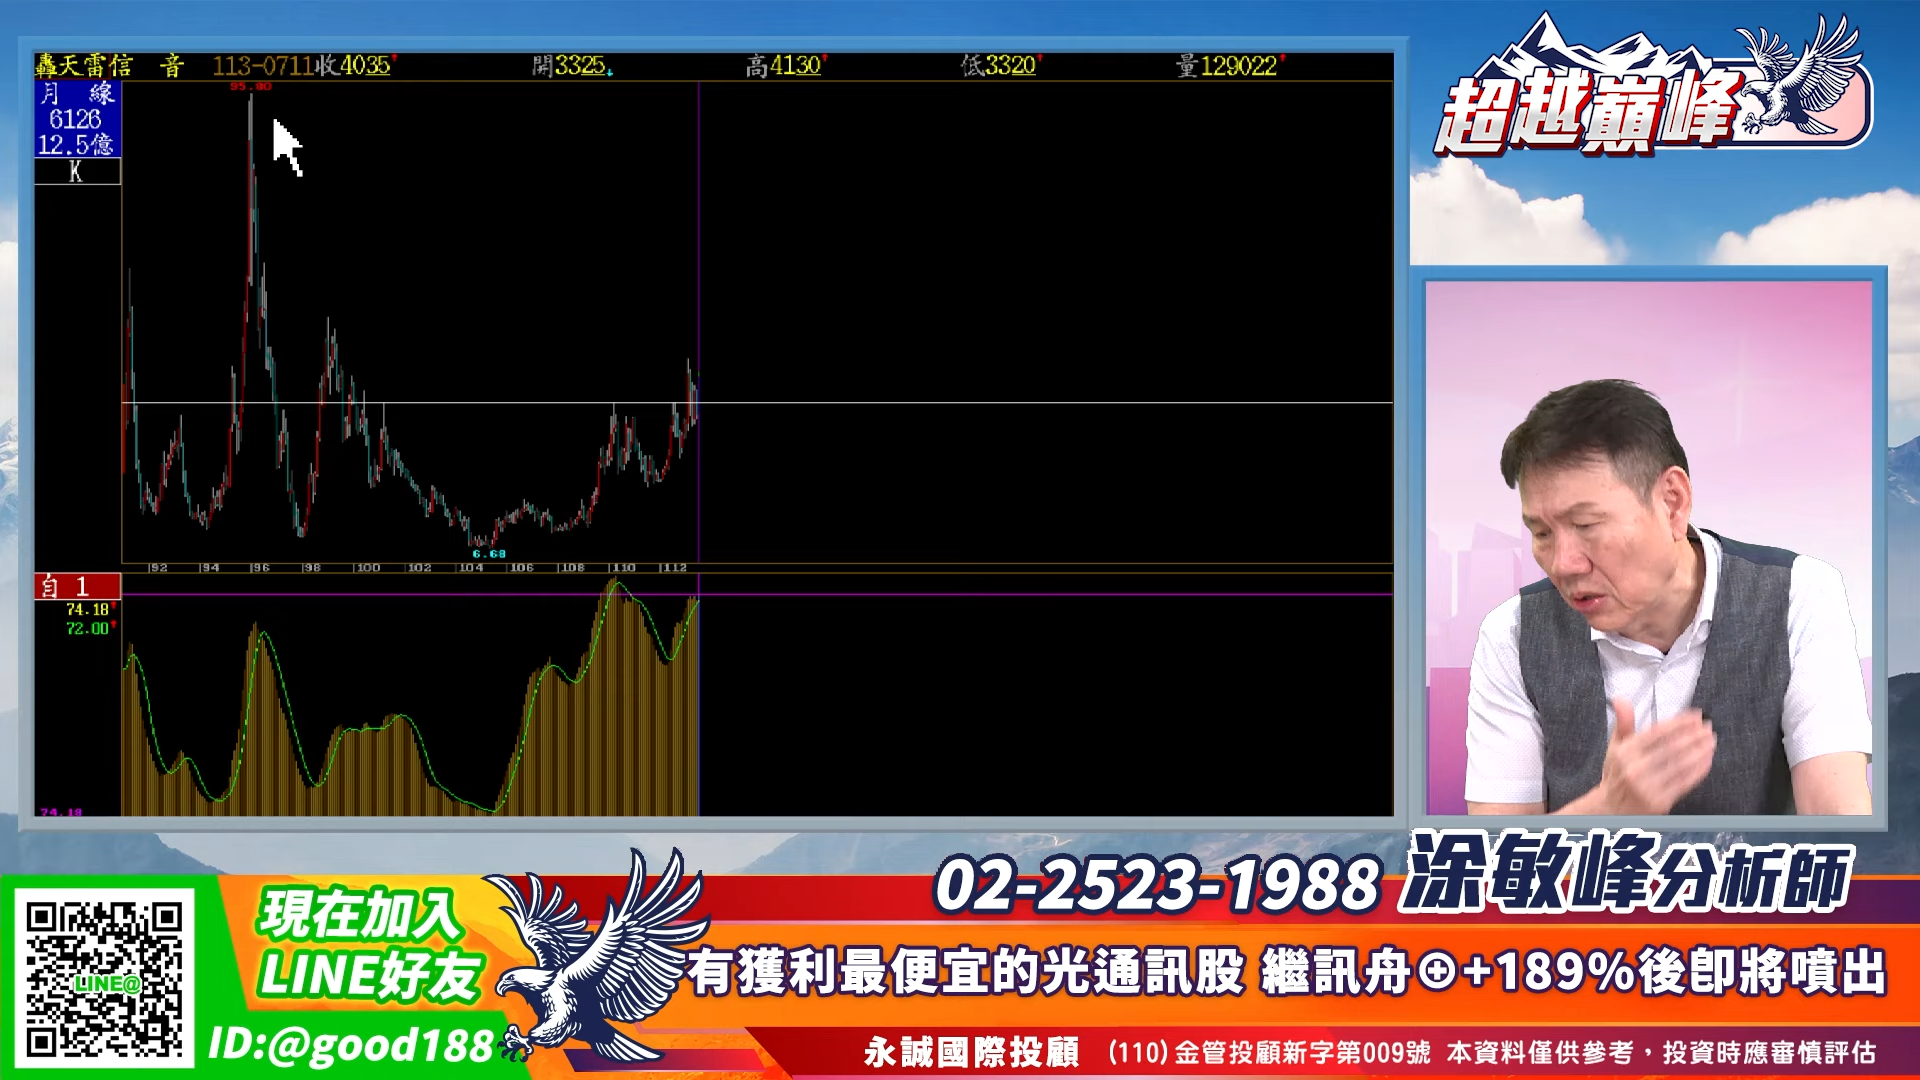 轟天雷信 音 113-0711收4035 開3325 高4130 低3320 量129022
月 線
6126
12.5億
K
95.80
6.68
92 94 96 98 100 102 104 106 108 110 112
自 1
74.18
72.00
74.18
超越巔峰
02-2523-1988 涂敏峰分析師
現在加入
LINE好友
LINE@
ID:@good188
有獲利最便宜的光通訊股 繼訊舟⊕+189%後即將噴出
永誠國際投顧 (110)金管投顧新字第009號 本資料僅供參考，投資時應審慎評估